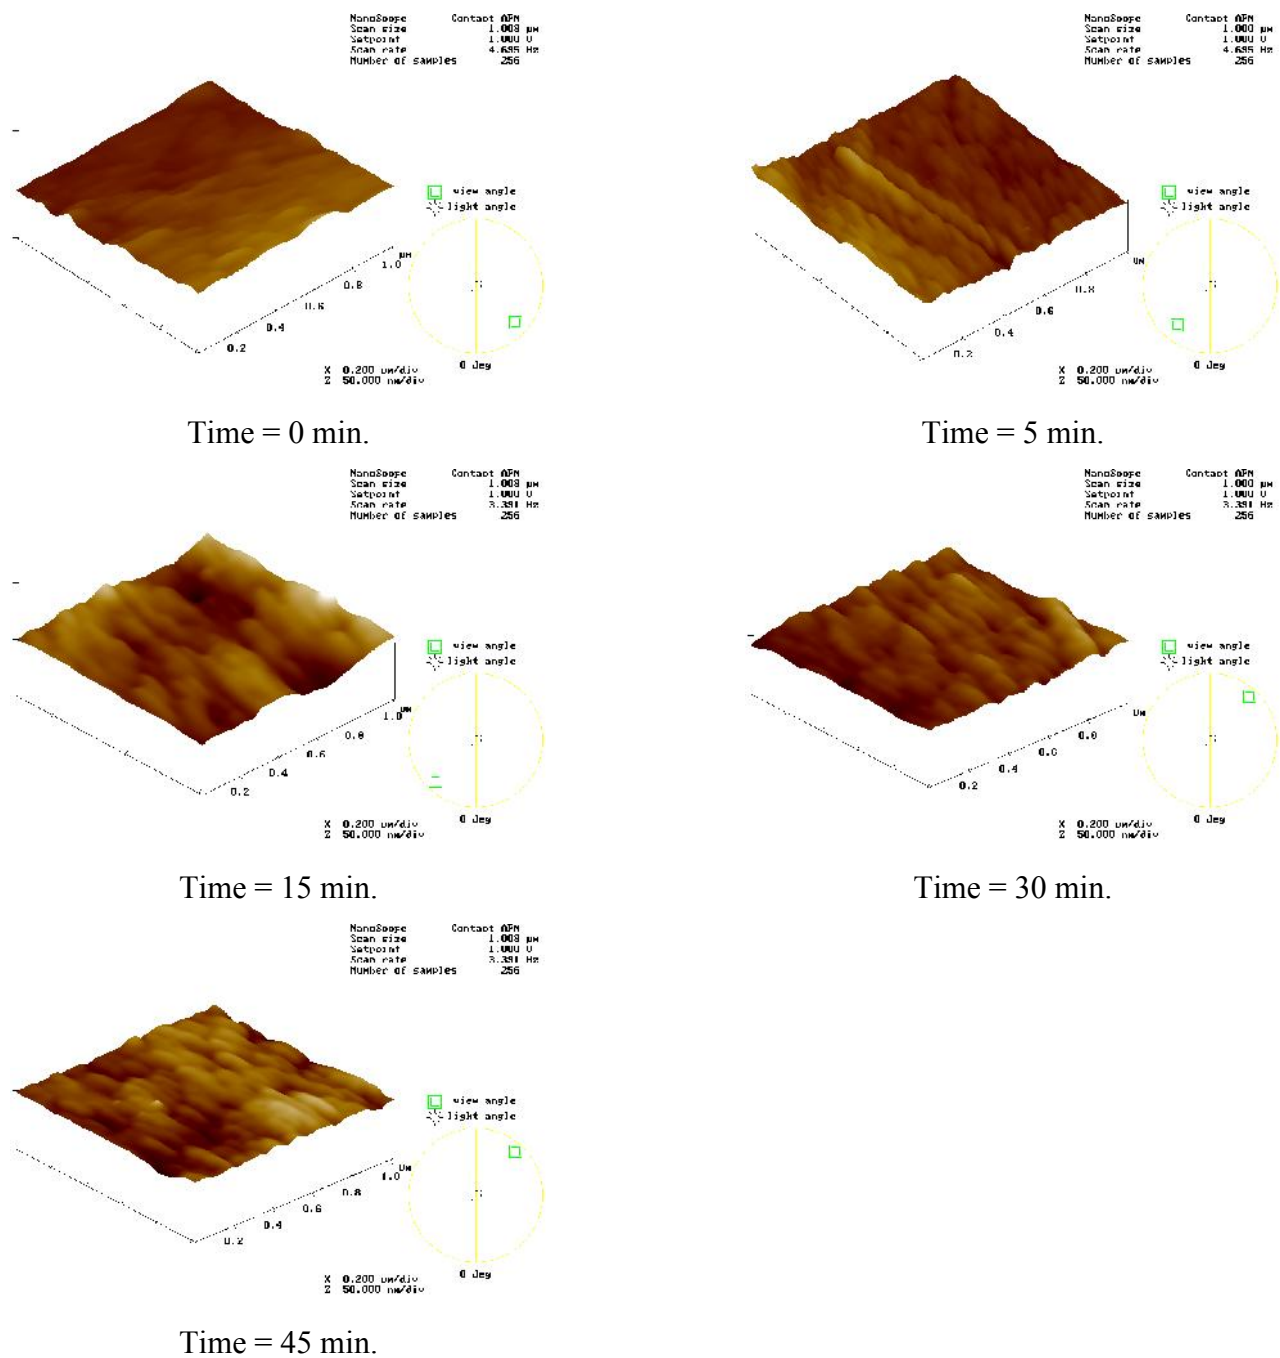 NanoScope Contact AFM
Scan size 1.000 µm
Setpoint 1.000 V
Scan rate 4.695 Hz
Number of samples 256
view angle
light angle
µm
1.0
0.8
0.6
0.4
0.2
0 deg
X 0.200 µm/div
Z 50.000 nm/div
Time = 0 min.
NanoScope Contact AFM
Scan size 1.000 µm
Setpoint 1.000 V
Scan rate 4.695 Hz
Number of samples 256
view angle
light angle
µm
0.8
0.6
0.4
0.2
0 deg
X 0.200 µm/div
Z 50.000 nm/div
Time = 5 min.
NanoScope Contact AFM
Scan size 1.000 µm
Setpoint 1.000 V
Scan rate 3.391 Hz
Number of samples 256
view angle
light angle
µm
1.0
0.8
0.6
0.4
0.2
0 deg
X 0.200 µm/div
Z 50.000 nm/div
Time = 15 min.
NanoScope Contact AFM
Scan size 1.000 µm
Setpoint 1.000 V
Scan rate 3.391 Hz
Number of samples 256
view angle
light angle
µm
0.8
0.6
0.4
0.2
0 deg
X 0.200 µm/div
Z 50.000 nm/div
Time = 30 min.
NanoScope Contact AFM
Scan size 1.000 µm
Setpoint 1.000 V
Scan rate 3.391 Hz
Number of samples 256
view angle
light angle
µm
1.0
0.8
0.6
0.4
0.2
0 deg
X 0.200 µm/div
Z 50.000 nm/div
Time = 45 min.